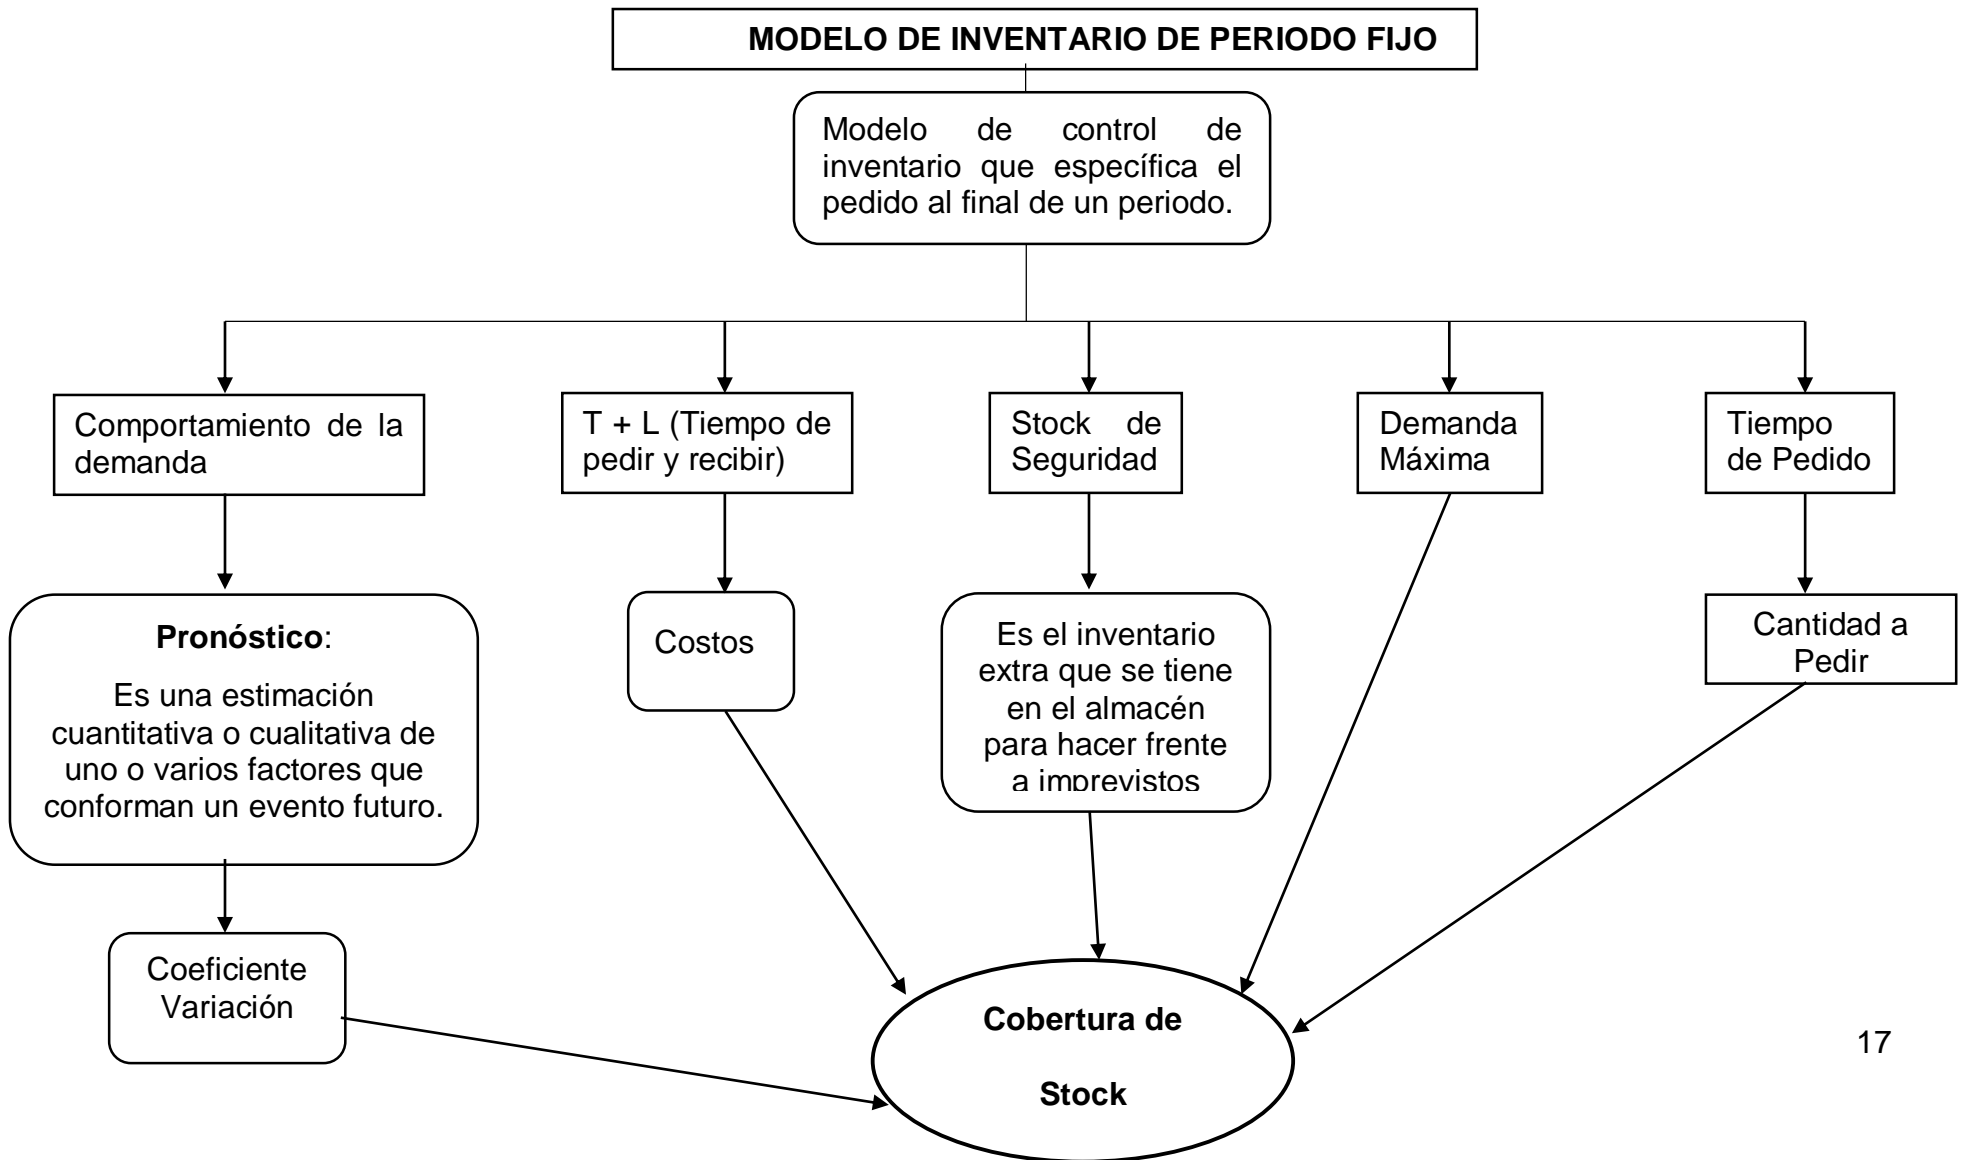 MODELO DE INVENTARIO DE PERIODO FIJO
Modelo de control de
inventario que específica el
pedido al final de un periodo.
Comportamiento de la
demanda
T + L (Tiempo de
pedir y recibir)
Stock de
Seguridad
Demanda
Máxima
Tiempo
de Pedido
Pronóstico:
Es una estimación
cuantitativa o cualitativa de
uno o varios factores que
conforman un evento futuro.
Costos
Es el inventario
extra que se tiene
en el almacén
para hacer frente
a imprevistos
Cantidad a
Pedir
Coeficiente
Variación
Cobertura de
Stock
17